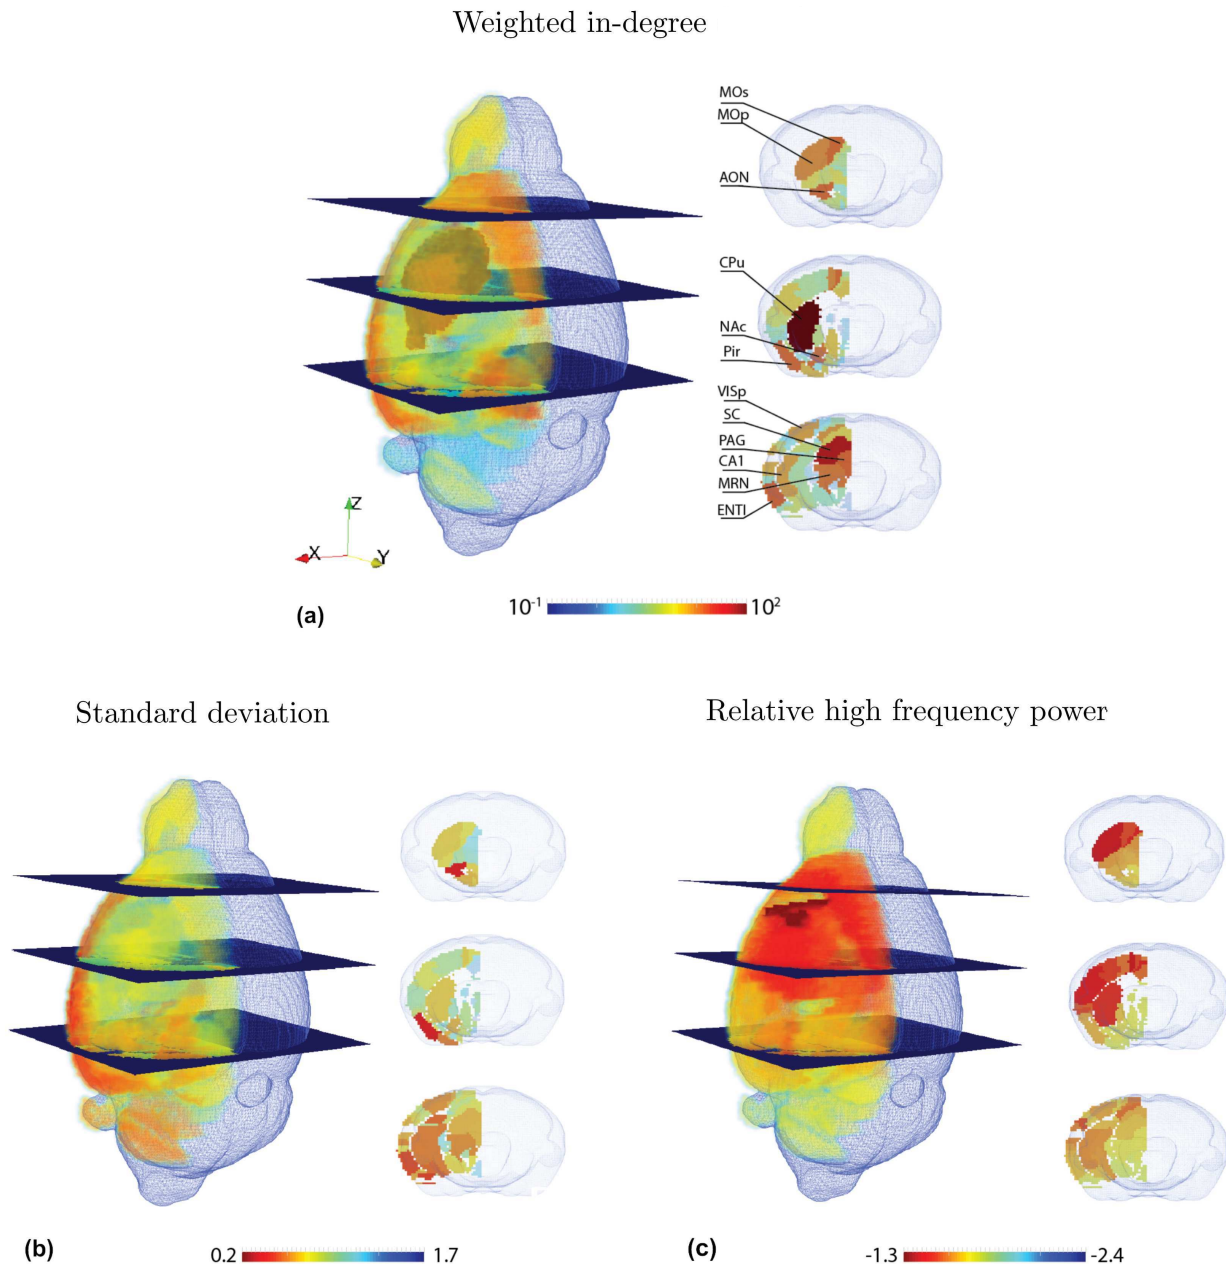 Weighted in-degree
MOs
MOp
AON
CPu
NAc
Pir
VISp
SC
PAG
CA1
MRN
ENTI
Z
X
Y
(a)
10⁻¹
10²
Standard deviation
Relative high frequency power
(b)
0.2
1.7
(c)
-1.3
-2.4